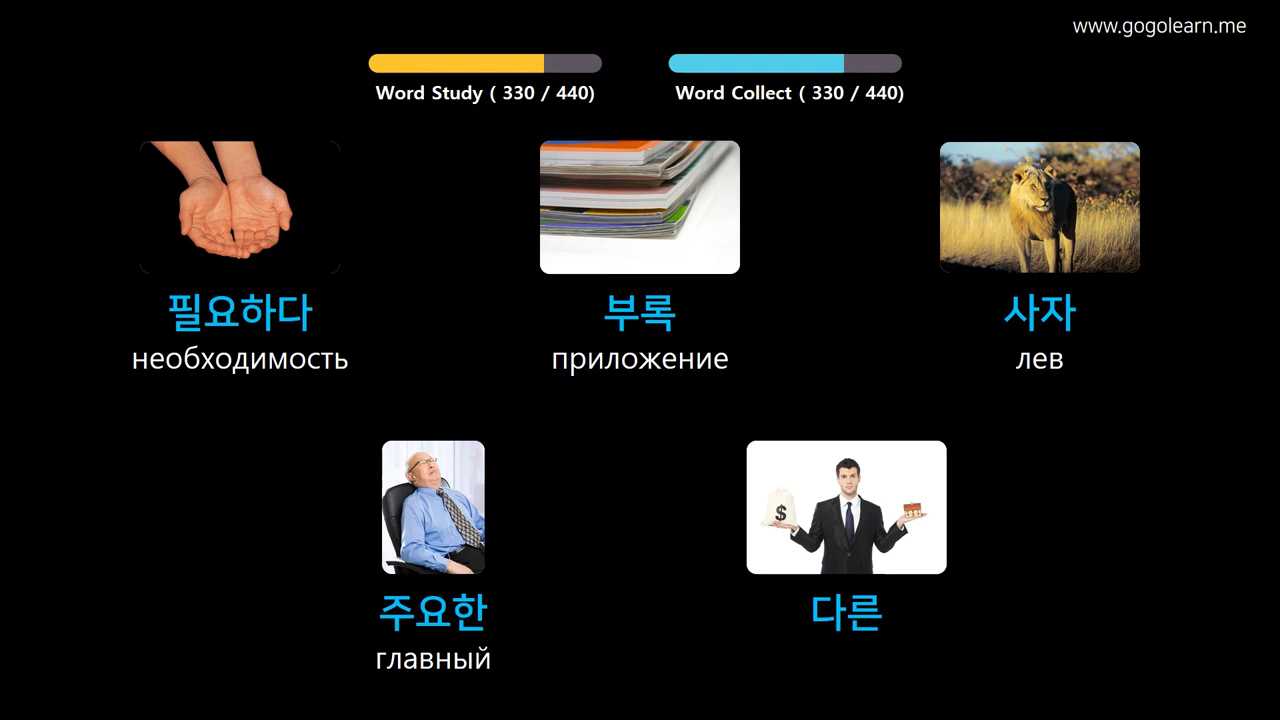 www.gogolearn.me
Word Study ( 330 / 440)
Word Collect ( 330 / 440)
필요하다
необходимость
부록
приложение
사자
лев
주요한
главный
다른
$